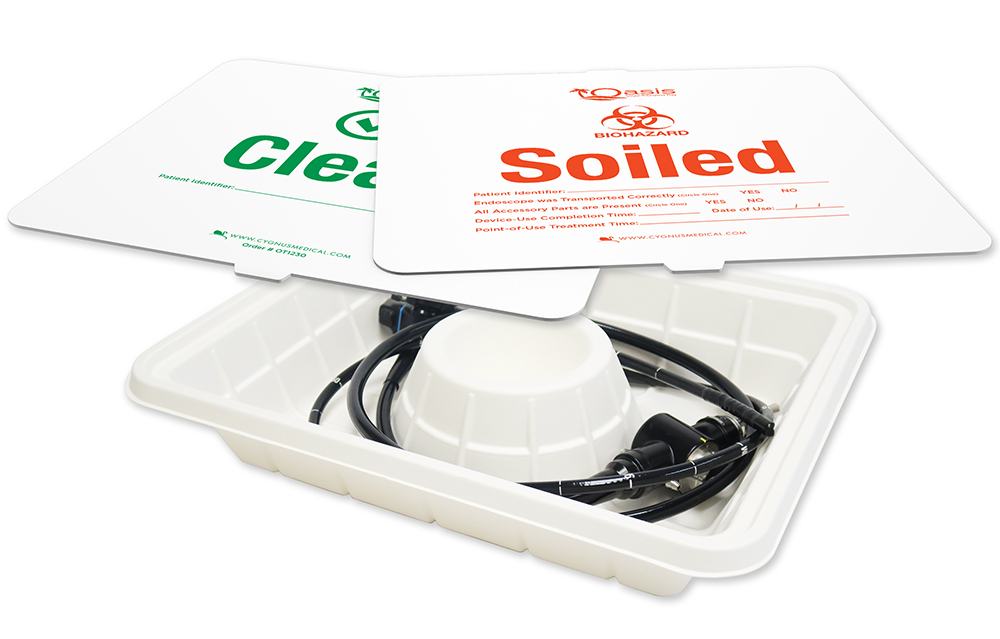 Clea
Patient Identifier:
WWW.CYGNUSMEDICAL.COM
Order # OT1230
Oasis
BIOHAZARD
Soiled
Patient Identifier:
Endoscope was Transported Correctly (Circle One) YES NO
All Accessory Parts are Present (Circle One) YES NO
Device-Use Completion Time: Date of Use: / /
Point-of-Use Treatment Time:
WWW.CYGNUSMEDICAL.COM